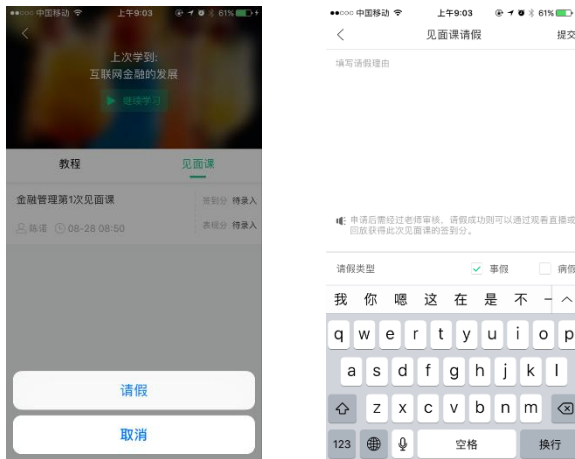 中国移动 上午9:03 61%
上次学到:
互联网金融的发展
继续学习
教程 见面课
金融管理第1次见面课 签到分 待录入
陈诺 08-28 08:50 表现分 待录入
请假
取消
中国移动 上午9:03 61%
见面课请假 提交
填写请假理由
申请后需经过老师审核，请假成功则可以通过观看直播或
回放获得此次见面课的签到分。
请假类型 事假 病假
我 你 嗯 这 在 是 不 一
q w e r t y u i o p
a s d f g h j k l
z x c v b n m
123 空格 换行